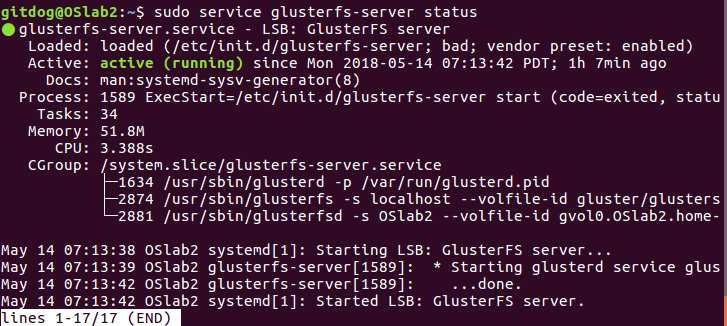 gitdog@OSlab2:~$ sudo service glusterfs-server status
● glusterfs-server.service - LSB: GlusterFS server
Loaded: loaded (/etc/init.d/glusterfs-server; bad; vendor preset: enabled)
Active: active (running) since Mon 2018-05-14 07:13:42 PDT; 1h 7min ago
Docs: man:systemd-sysv-generator(8)
Process: 1589 ExecStart=/etc/init.d/glusterfs-server start (code=exited, statu
Tasks: 34
Memory: 51.8M
CPU: 3.388s
CGroup: /system.slice/glusterfs-server.service
├─1634 /usr/sbin/glusterd -p /var/run/glusterd.pid
├─2874 /usr/sbin/glusterfs -s localhost --volfile-id gluster/glusters
└─2881 /usr/sbin/glusterfsd -s OSlab2 --volfile-id gvol0.OSlab2.home-
May 14 07:13:38 OSlab2 systemd[1]: Starting LSB: GlusterFS server...
May 14 07:13:39 OSlab2 glusterfs-server[1589]:  * Starting glusterd service glus
May 14 07:13:42 OSlab2 glusterfs-server[1589]:    ...done.
May 14 07:13:42 OSlab2 systemd[1]: Started LSB: GlusterFS server.
lines 1-17/17 (END)